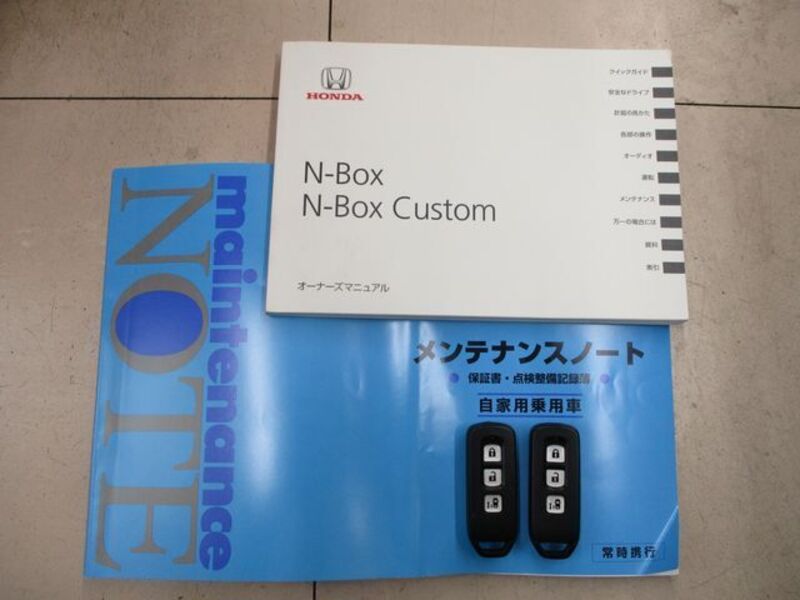 HONDA
N-Box
N-Box Custom
オーナーズマニュアル
クイックガイド
安全なドライブ
計器の見かた
各部の操作
オーディオ
運転
メンテナンス
万一の場合には
資料
索引
maintenance
NOTE
メンテナンスノート
保証書・点検整備記録簿
自家用乗用車
常時携行